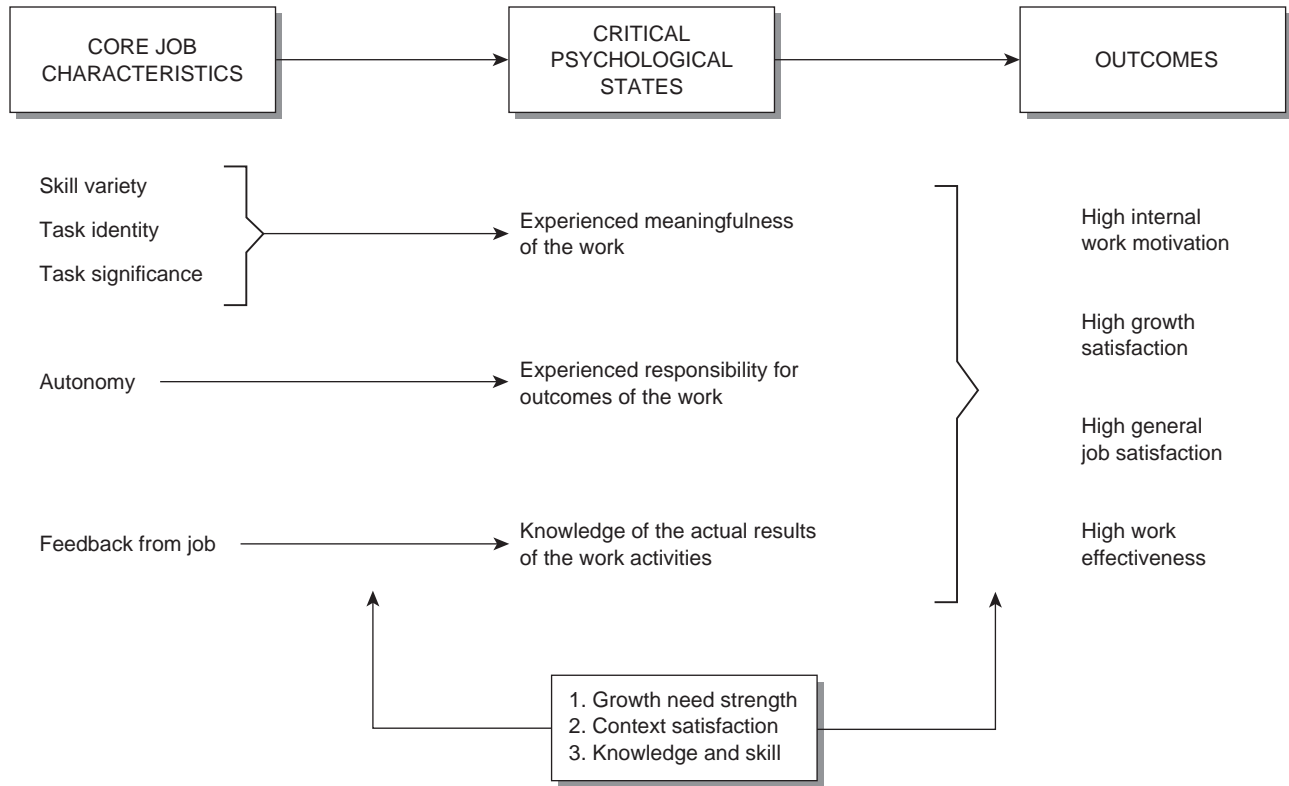 CORE JOB
CHARACTERISTICS
CRITICAL
PSYCHOLOGICAL
STATES
OUTCOMES
Skill variety
Task identity
Task significance
Experienced meaningfulness
of the work
High internal
work motivation
High growth
satisfaction
Autonomy
Experienced responsibility for
outcomes of the work
High general
job satisfaction
Feedback from job
Knowledge of the actual results
of the work activities
High work
effectiveness
1. Growth need strength
2. Context satisfaction
3. Knowledge and skill